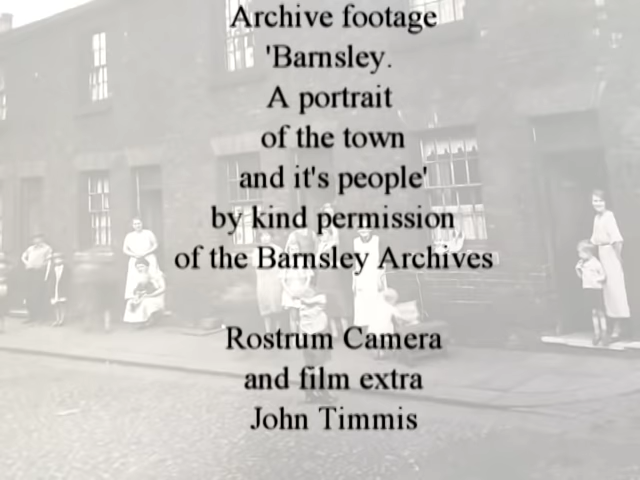 Archive footage
'Barnsley.
A portrait
of the town
and it's people'
by kind permission
of the Barnsley Archives
Rostrum Camera
and film extra
John Timmis